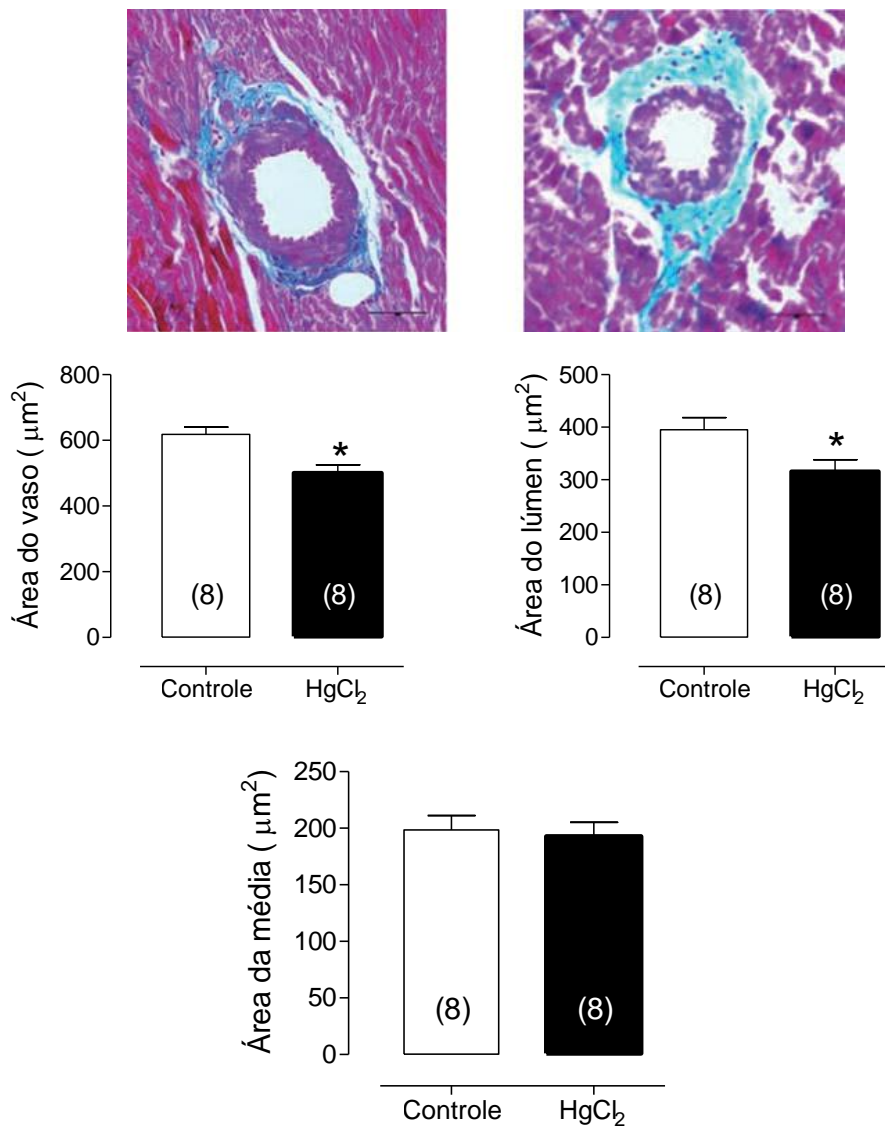 Área do vaso ( μm²)
800
600
400
200
0
(8)
(8)
*
Controle
HgCl₂
Área do lúmen ( μm²)
500
400
300
200
100
0
(8)
(8)
*
Controle
HgCl₂
Área da média ( μm²)
250
200
150
100
50
0
(8)
(8)
Controle
HgCl₂